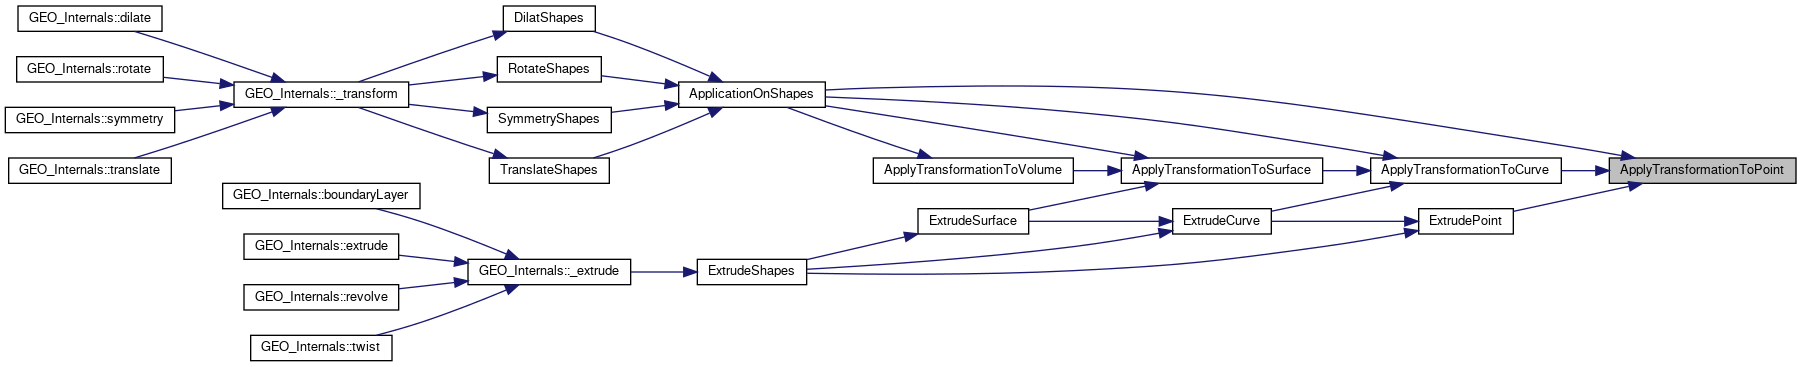 GEO_Internals::dilate
DilatShapes
GEO_Internals::rotate
RotateShapes
GEO_Internals::_transform
ApplicationOnShapes
GEO_Internals::symmetry
SymmetryShapes
GEO_Internals::translate
TranslateShapes
ApplyTransformationToVolume
ApplyTransformationToSurface
ApplyTransformationToCurve
ApplyTransformationToPoint
GEO_Internals::boundaryLayer
ExtrudeSurface
ExtrudeCurve
ExtrudePoint
GEO_Internals::extrude
GEO_Internals::_extrude
ExtrudeShapes
GEO_Internals::revolve
GEO_Internals::twist